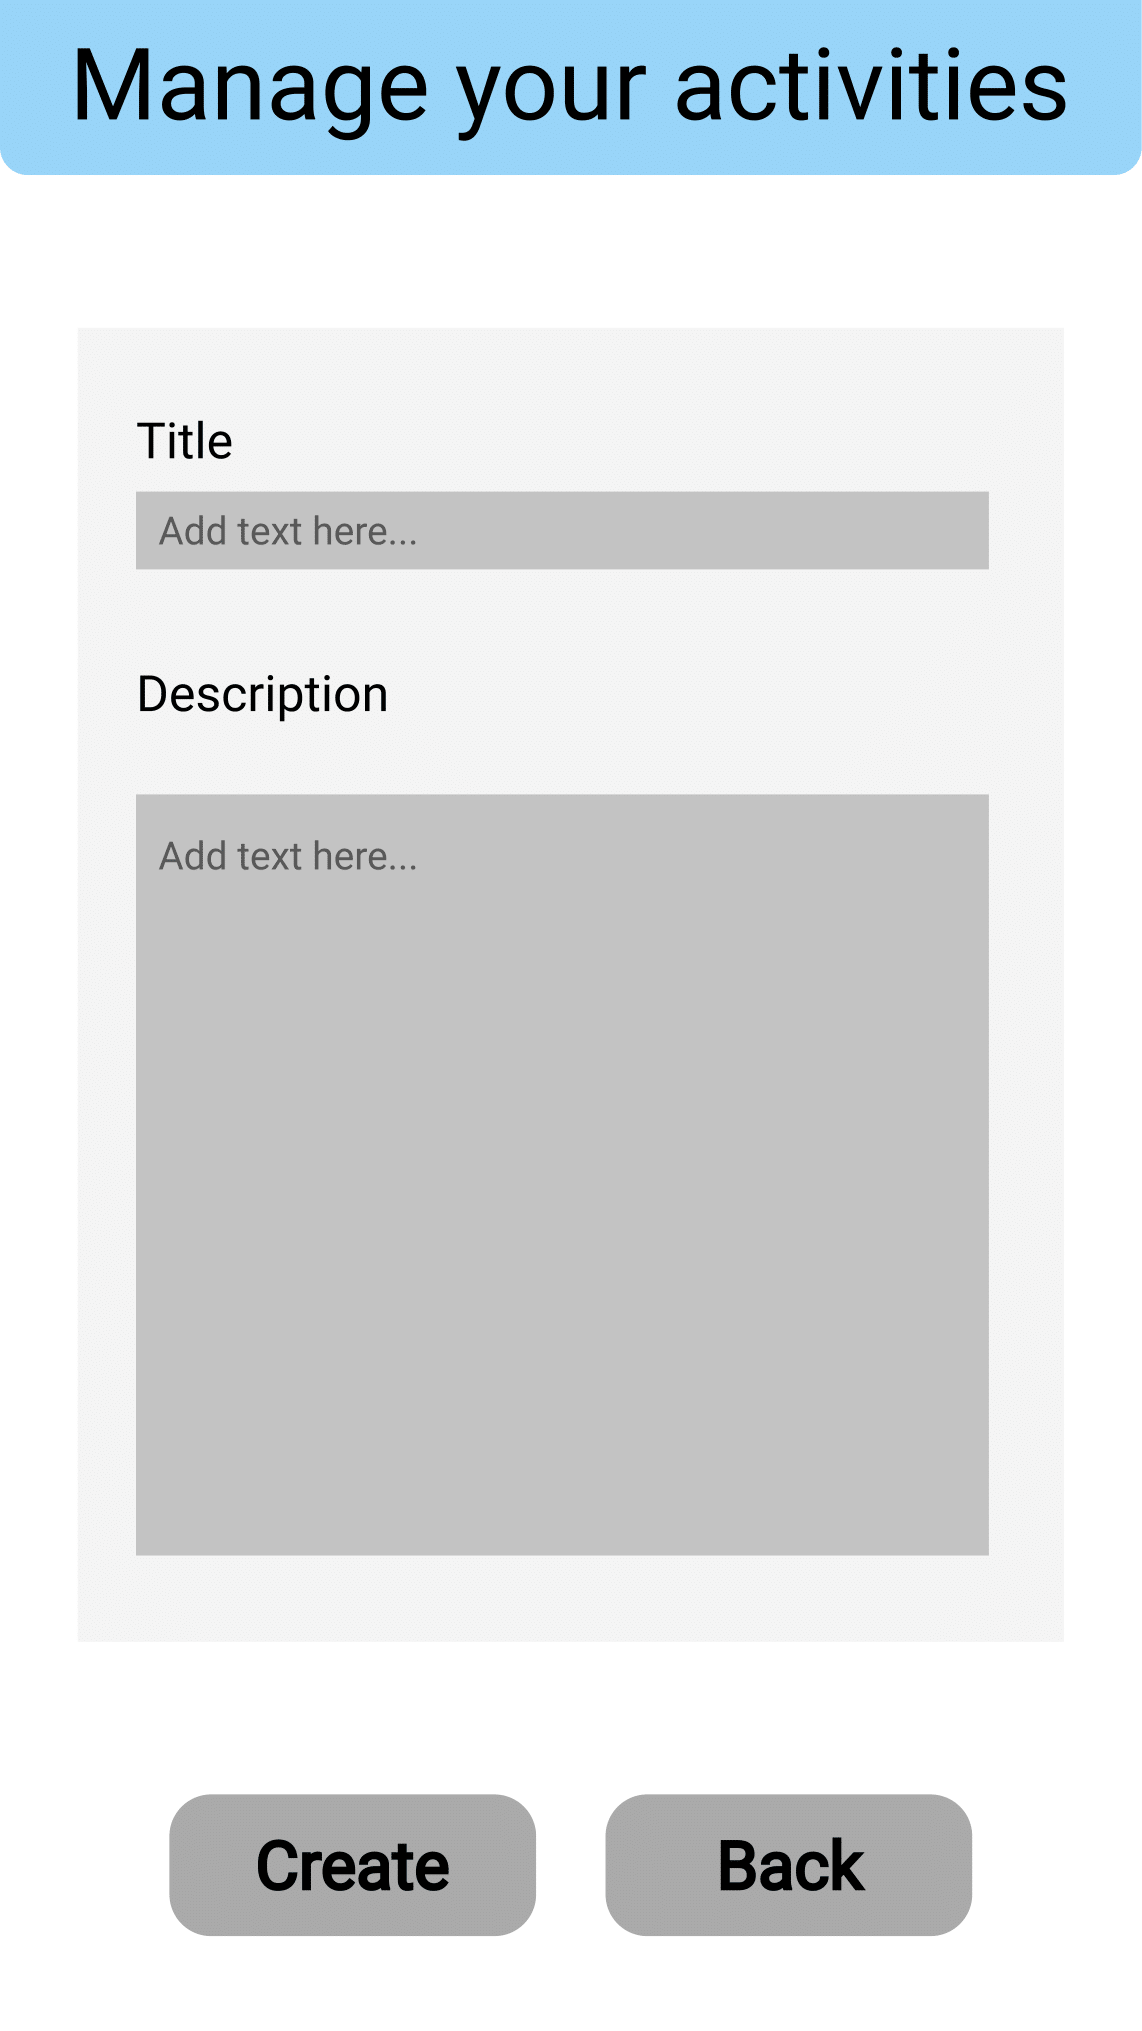 Manage your activities
Title
Add text here...
Description
Add text here...
Create
Back